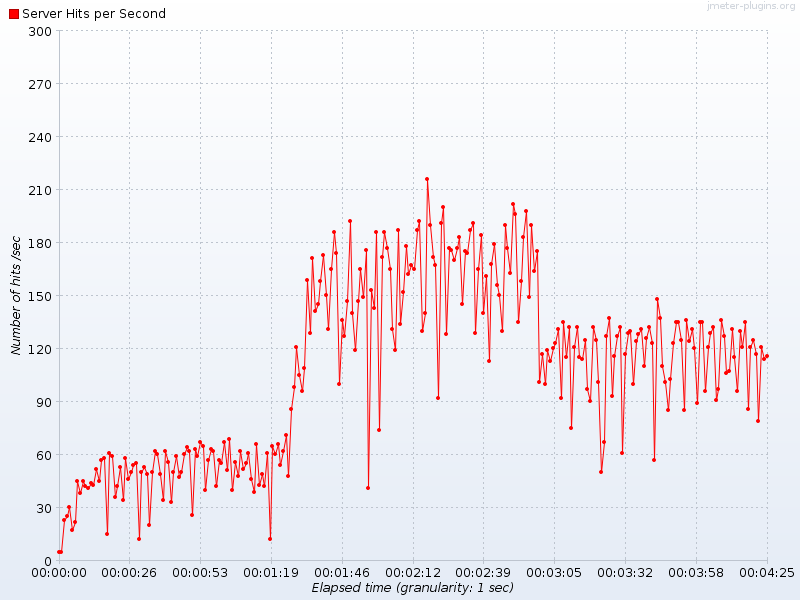 jmeter-plugins.org
Server Hits per Second
300
270
240
210
180
150
120
90
60
30
0
Number of hits /sec
00:00:00 00:00:26 00:00:53 00:01:19 00:01:46 00:02:12 00:02:39 00:03:05 00:03:32 00:03:58 00:04:25
Elapsed time (granularity: 1 sec)